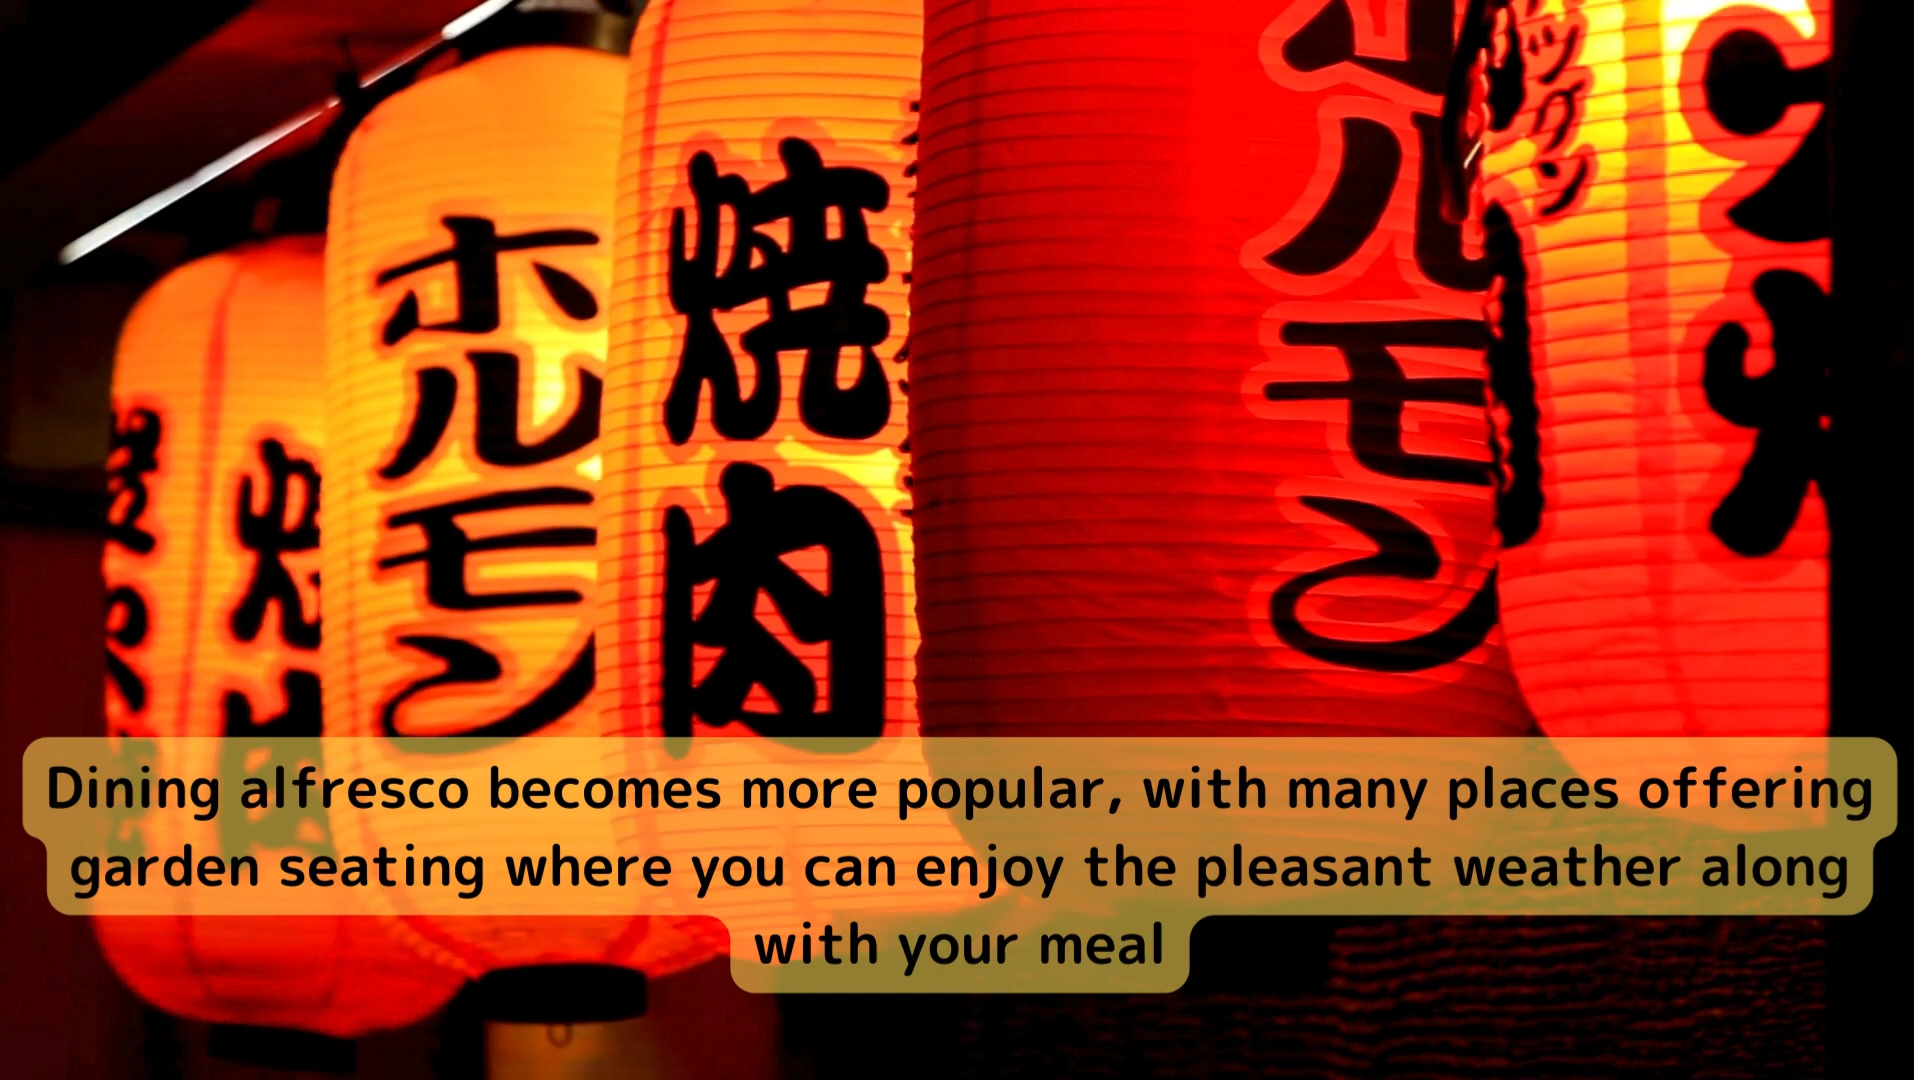 ホルモン
焼肉
ルモン
Dining alfresco becomes more popular, with many places offering
garden seating where you can enjoy the pleasant weather along
with your meal